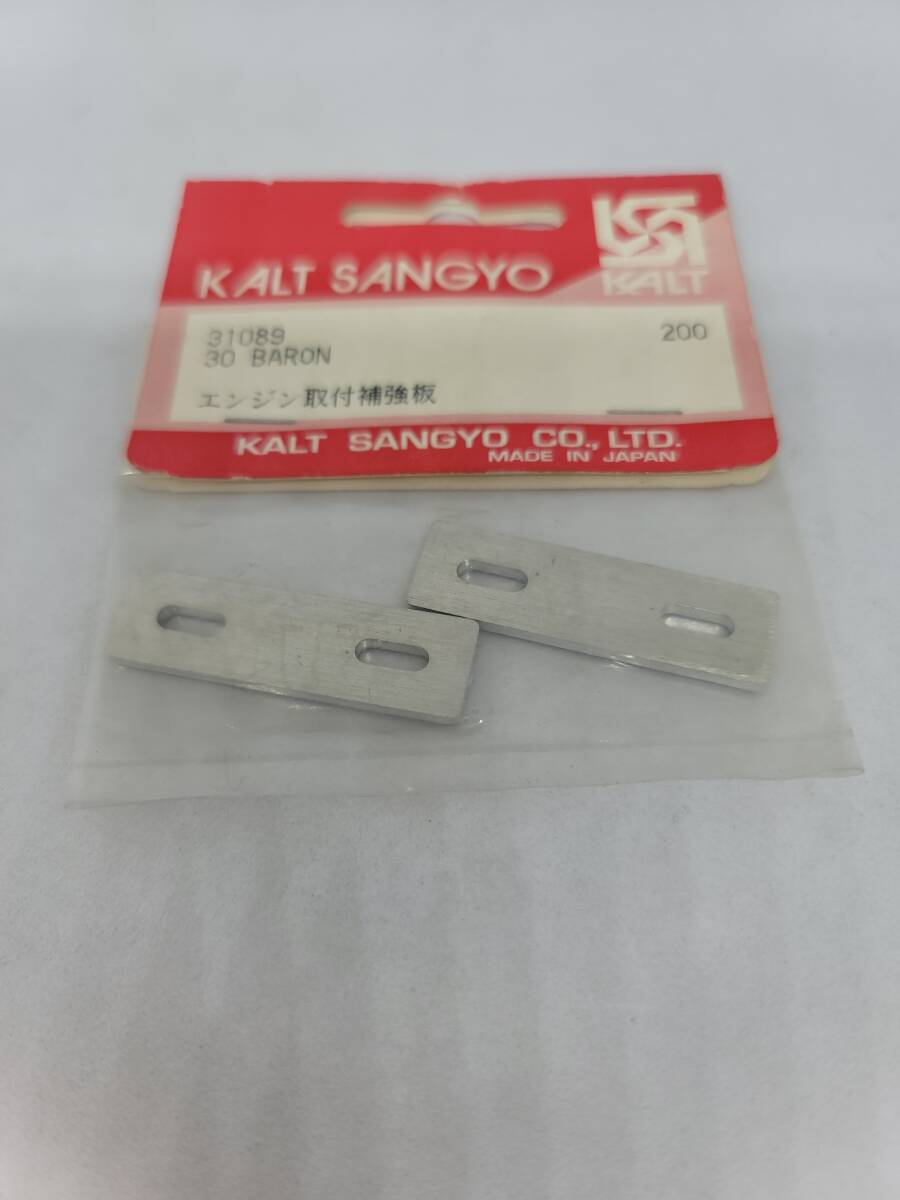 KALT SANGYO
KALT
31089
200
30 BARON
エンジン取付補強板
KALT SANGYO CO., LTD.
MADE IN JAPAN